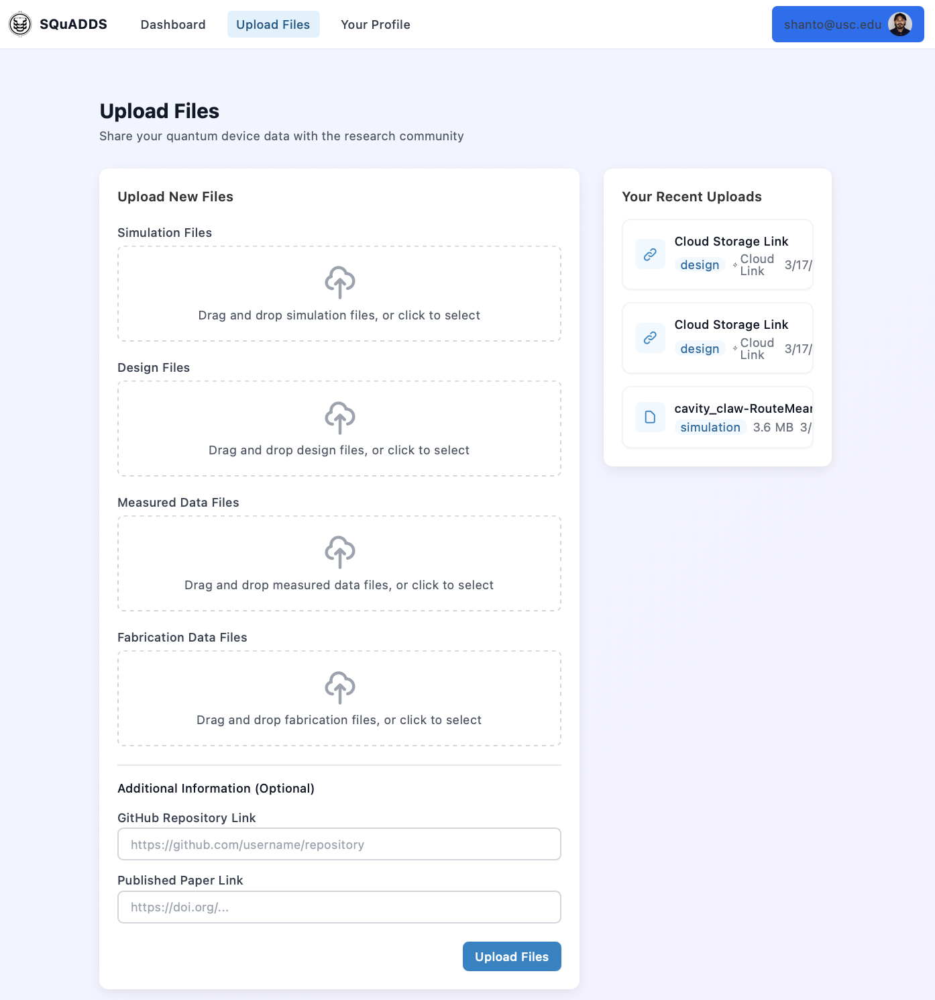 SQuADDS
Dashboard
Upload Files
Your Profile
shanto@usc.edu
Upload Files
Share your quantum device data with the research community
Upload New Files
Simulation Files
Drag and drop simulation files, or click to select
Design Files
Drag and drop design files, or click to select
Measured Data Files
Drag and drop measured data files, or click to select
Fabrication Data Files
Drag and drop fabrication files, or click to select
Additional Information (Optional)
GitHub Repository Link
https://github.com/username/repository
Published Paper Link
https://doi.org/...
Upload Files
Your Recent Uploads
Cloud Storage Link
design Cloud Link 3/17/
Cloud Storage Link
design Cloud Link 3/17/
cavity_claw-RouteMean
simulation 3.6 MB 3/